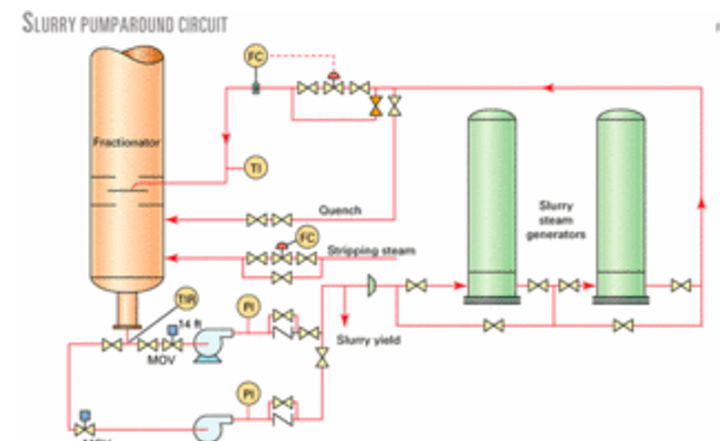 SLURRY PUMPAROUND CIRCUIT
FC
Fractionator
TI
Quench
FC
Stripping steam
Slurry
steam
generators
TIR
14 ft
PI
MOV
Slurry yield
PI
MOV